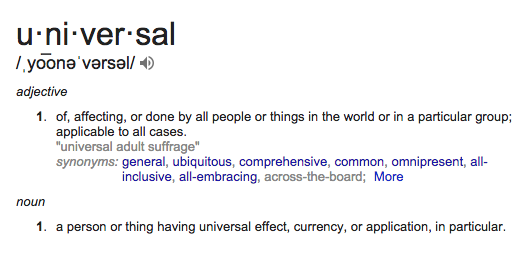 u·ni·ver·sal
/ˌyo͞onəˈvərsəl/
adjective
1. of, affecting, or done by all people or things in the world or in a particular group;
applicable to all cases.
"universal adult suffrage"
synonyms: general, ubiquitous, comprehensive, common, omnipresent, all-
inclusive, all-embracing, across-the-board; More
noun
1. a person or thing having universal effect, currency, or application, in particular.